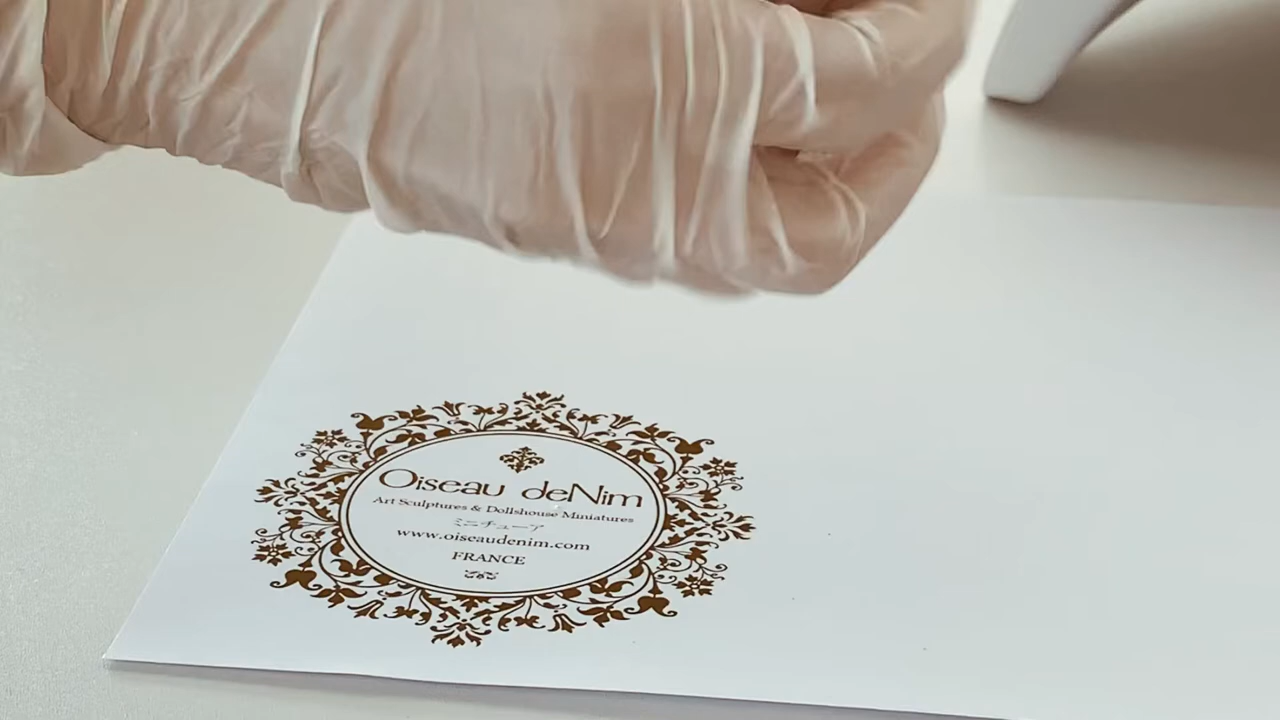 Oiseau deNim
Art Sculptures & Dollshouse Miniatures
ミニチュア
www.oiseaudenim.com
FRANCE